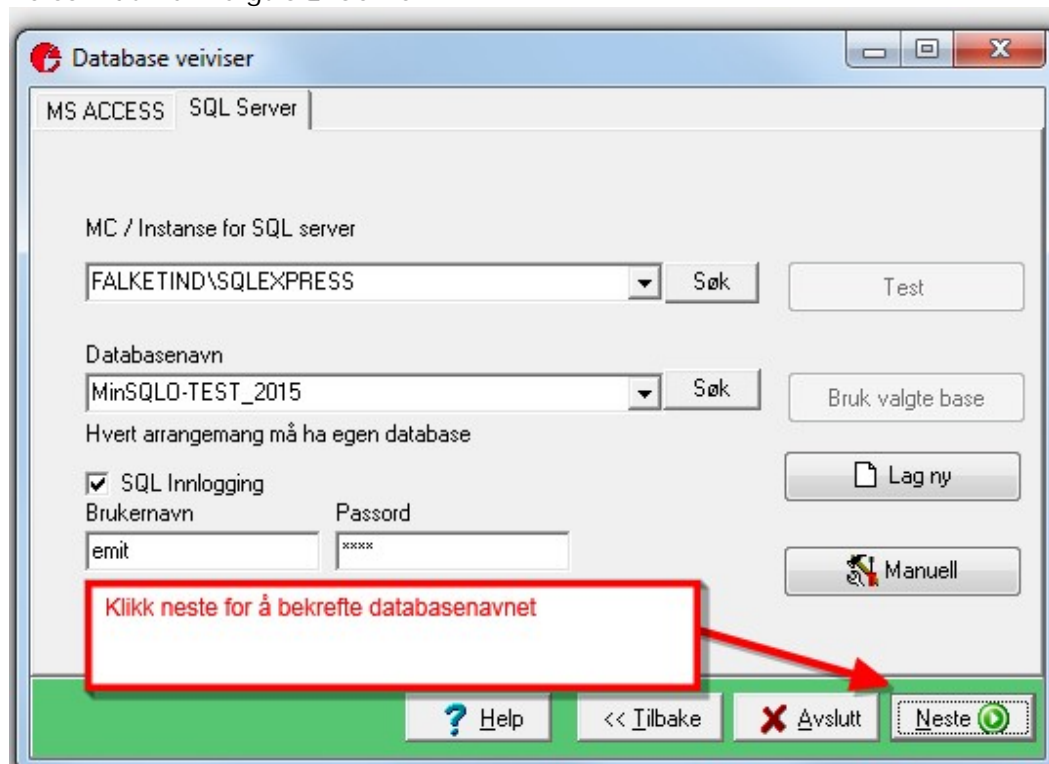 Database veiviser
MS ACCESS SQL Server
MC / Instanse for SQL server
FALKETIND\SQLEXPRESS Søk Test
Databasenavn
MinSQLO-TEST_2015 Søk Bruk valgte base
Hvert arrangemang må ha egen database
SQL Innlogging Lag ny
Brukernavn Passord
emit **** Manuell
Klikk neste for å bekrefte databasenavnet
? Help << Tilbake Avslutt Neste